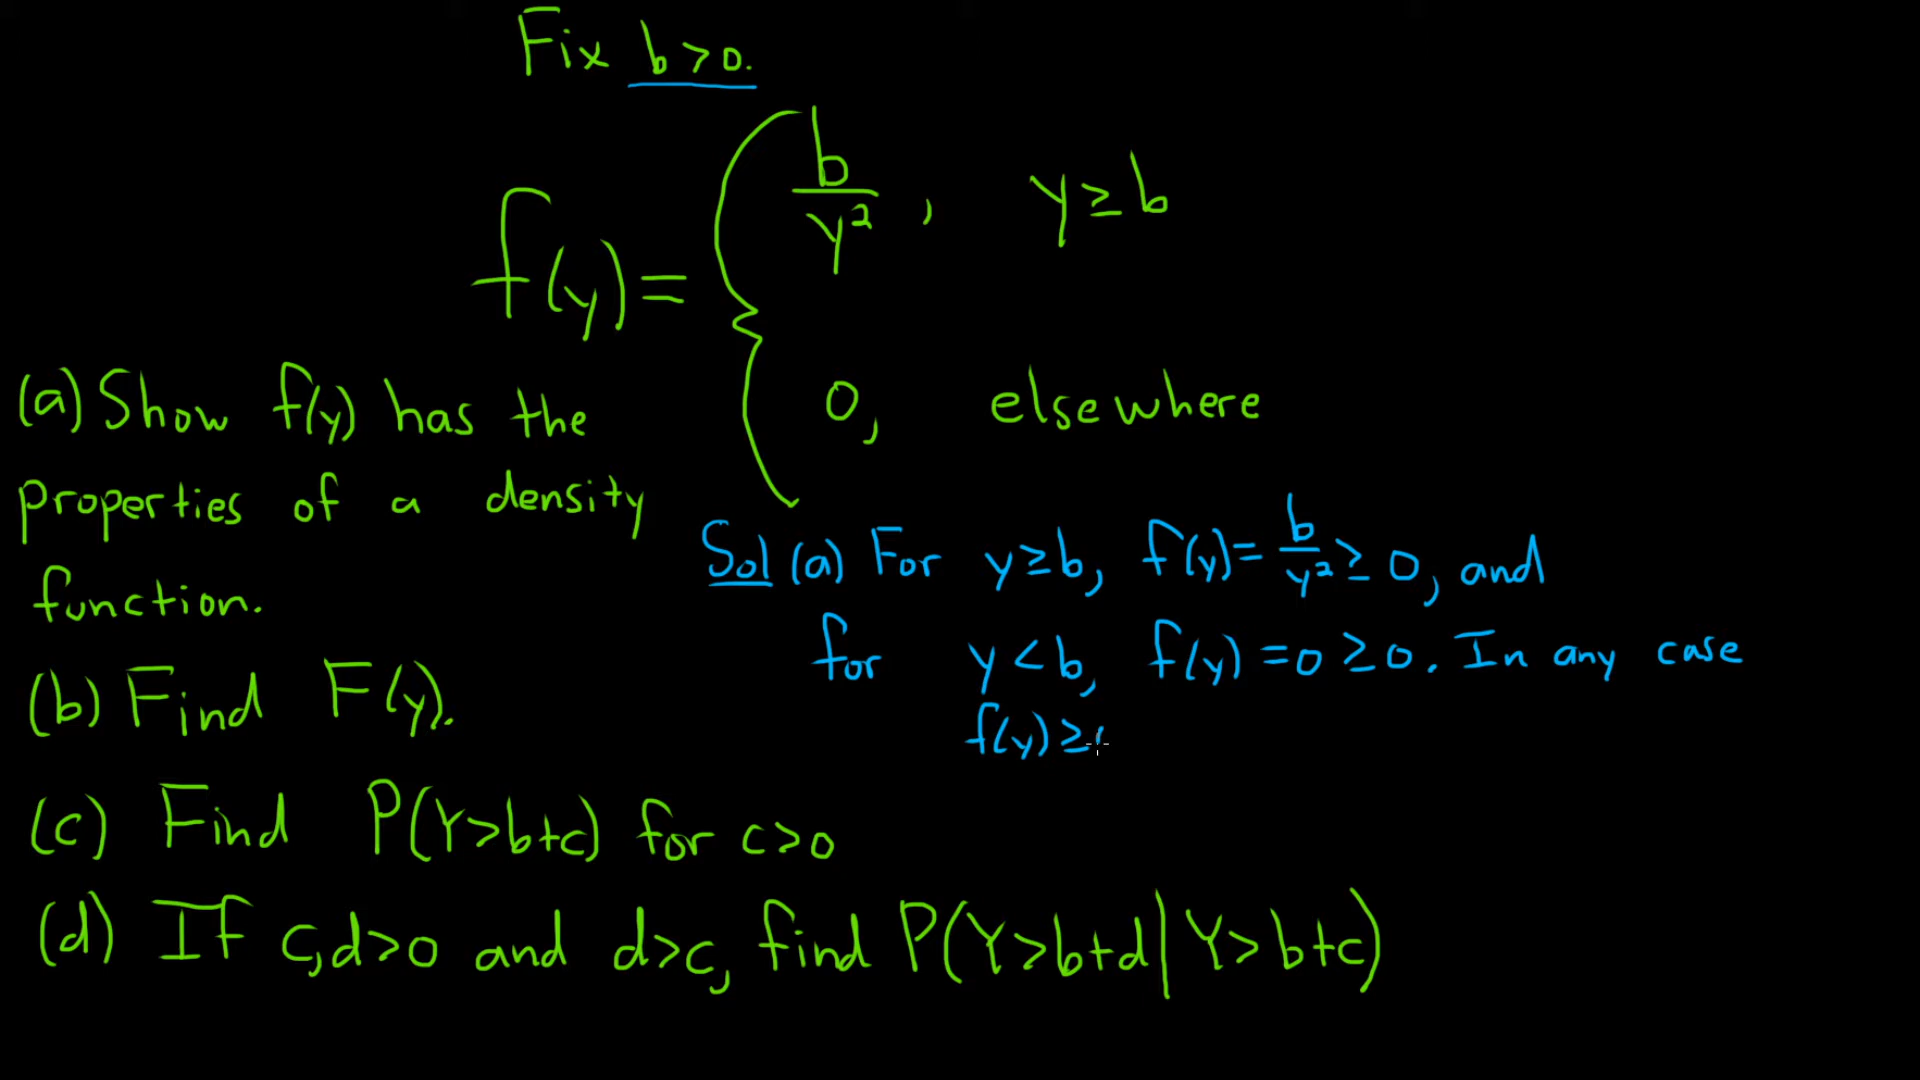 Fix b>0.
f(y)= { b/y², y≥b
0, elsewhere
(a) Show f(y) has the
properties of a density
function.
(b) Find F(y).
(c) Find P(Y>b+c) for c>0
(d) If c,d>0 and d>c, find P(Y>b+d|Y>b+c)
Sol (a) For y≥b, f(y)= b/y² ≥0, and
for y<b, f(y)=0≥0. In any case
f(y)≥